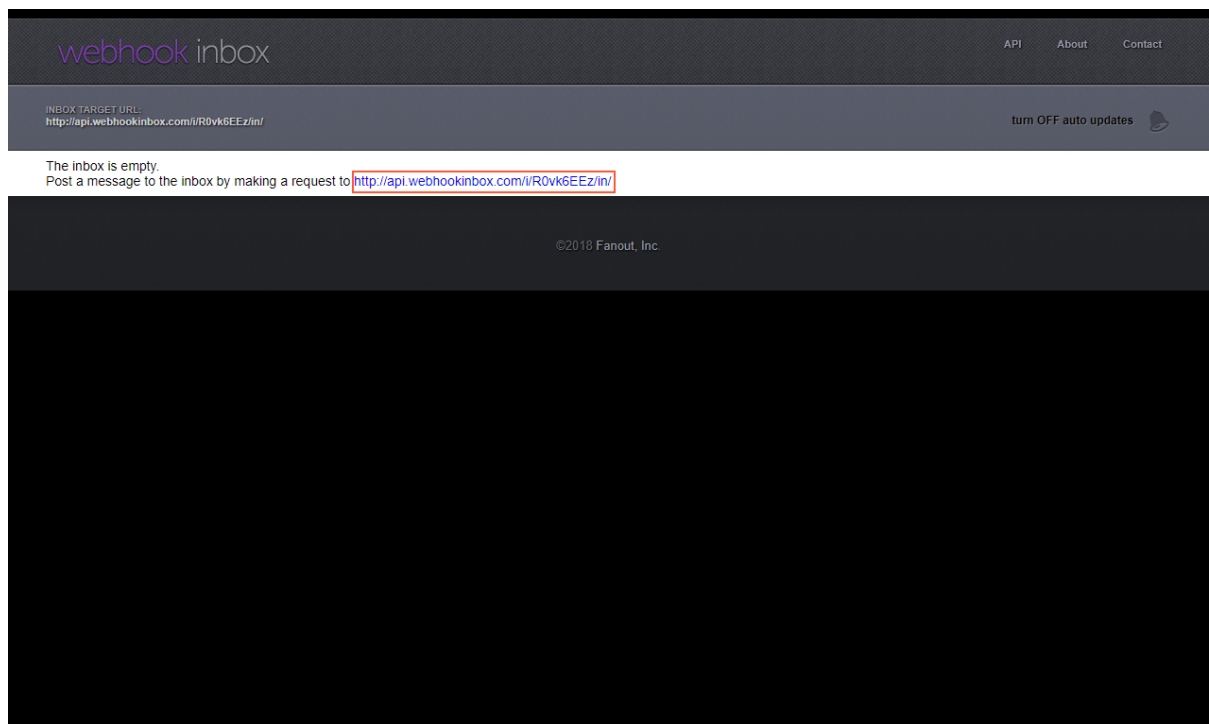 webhook inbox
API About Contact
INBOX TARGET URL:
http://api.webhookinbox.com/i/R0vk6EEz/in/
turn OFF auto updates
The inbox is empty.
Post a message to the inbox by making a request to http://api.webhookinbox.com/i/R0vk6EEz/in/
©2018 Fanout, Inc.